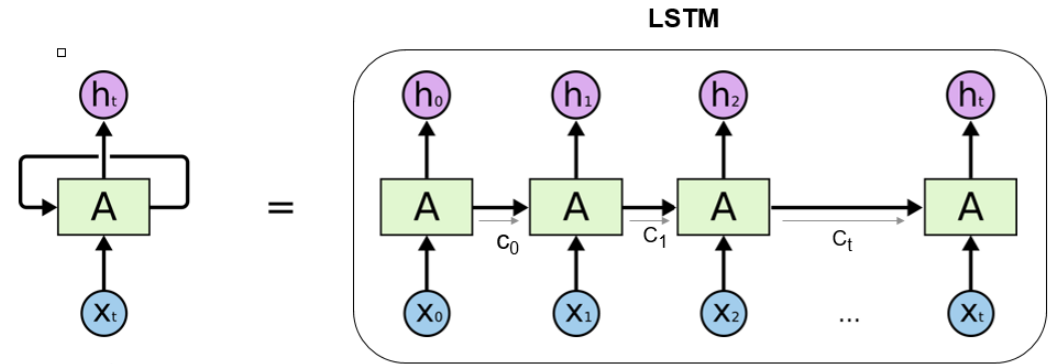 LSTM
hₜ h₀ h₁ h₂ hₜ
A = A A A A
c₀ C₁ Cₜ
xₜ x₀ x₁ x₂ ... xₜ